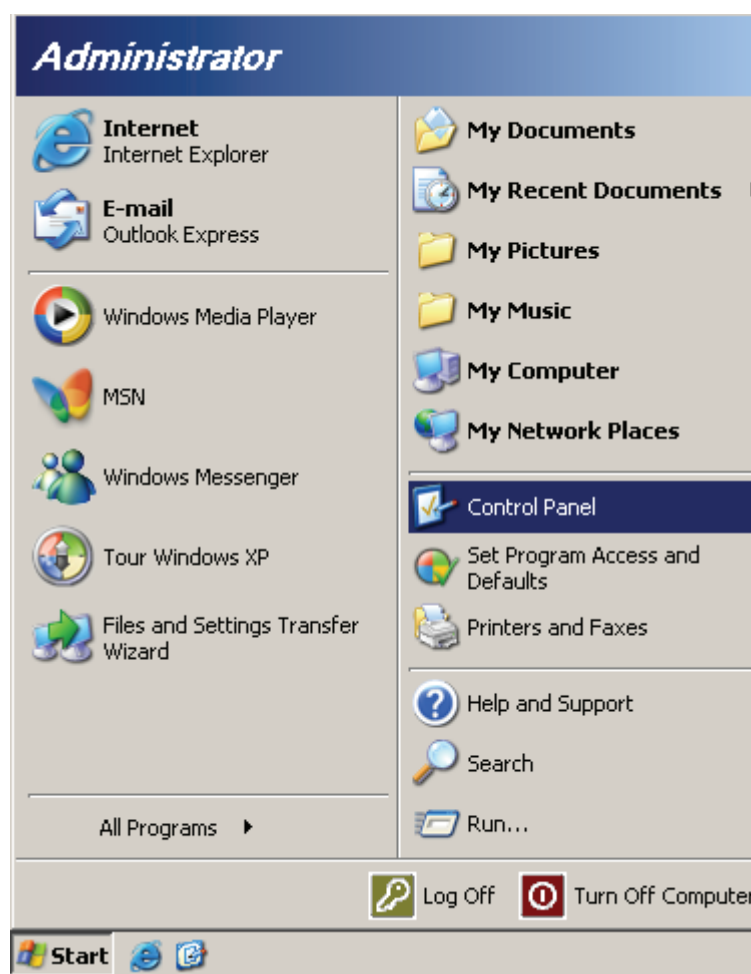 Administrator
Internet
Internet Explorer
E-mail
Outlook Express
Windows Media Player
MSN
Windows Messenger
Tour Windows XP
Files and Settings Transfer
Wizard
All Programs
My Documents
My Recent Documents
My Pictures
My Music
My Computer
My Network Places
Control Panel
Set Program Access and
Defaults
Printers and Faxes
Help and Support
Search
Run...
Log Off
Turn Off Computer
Start